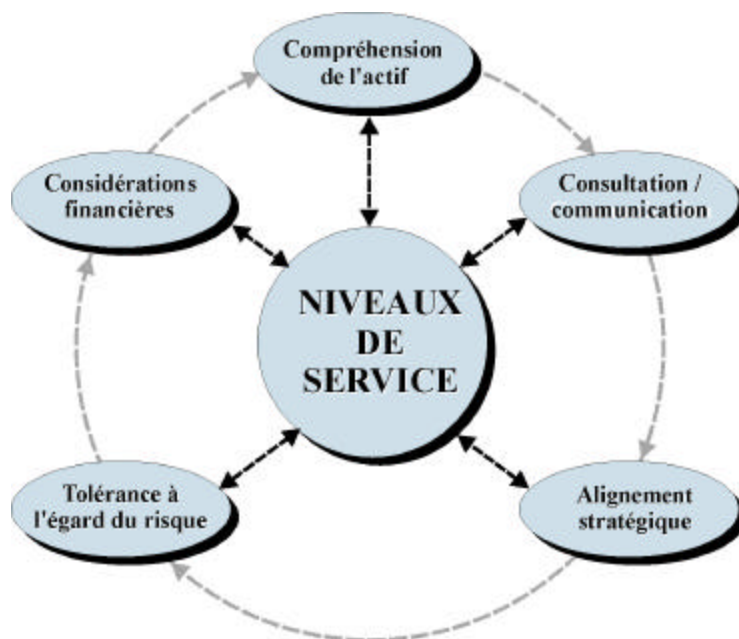 Compréhension
de l'actif
Considérations
financières
Consultation /
communication
NIVEAUX
DE
SERVICE
Tolérance à
l'égard du risque
Alignement
stratégique